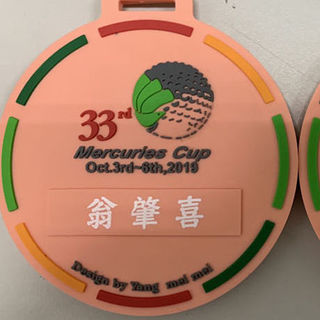 33rd
Mercuries Cup
Oct.3rd~6th,2019
翁肇喜
Design by Yang mei mei